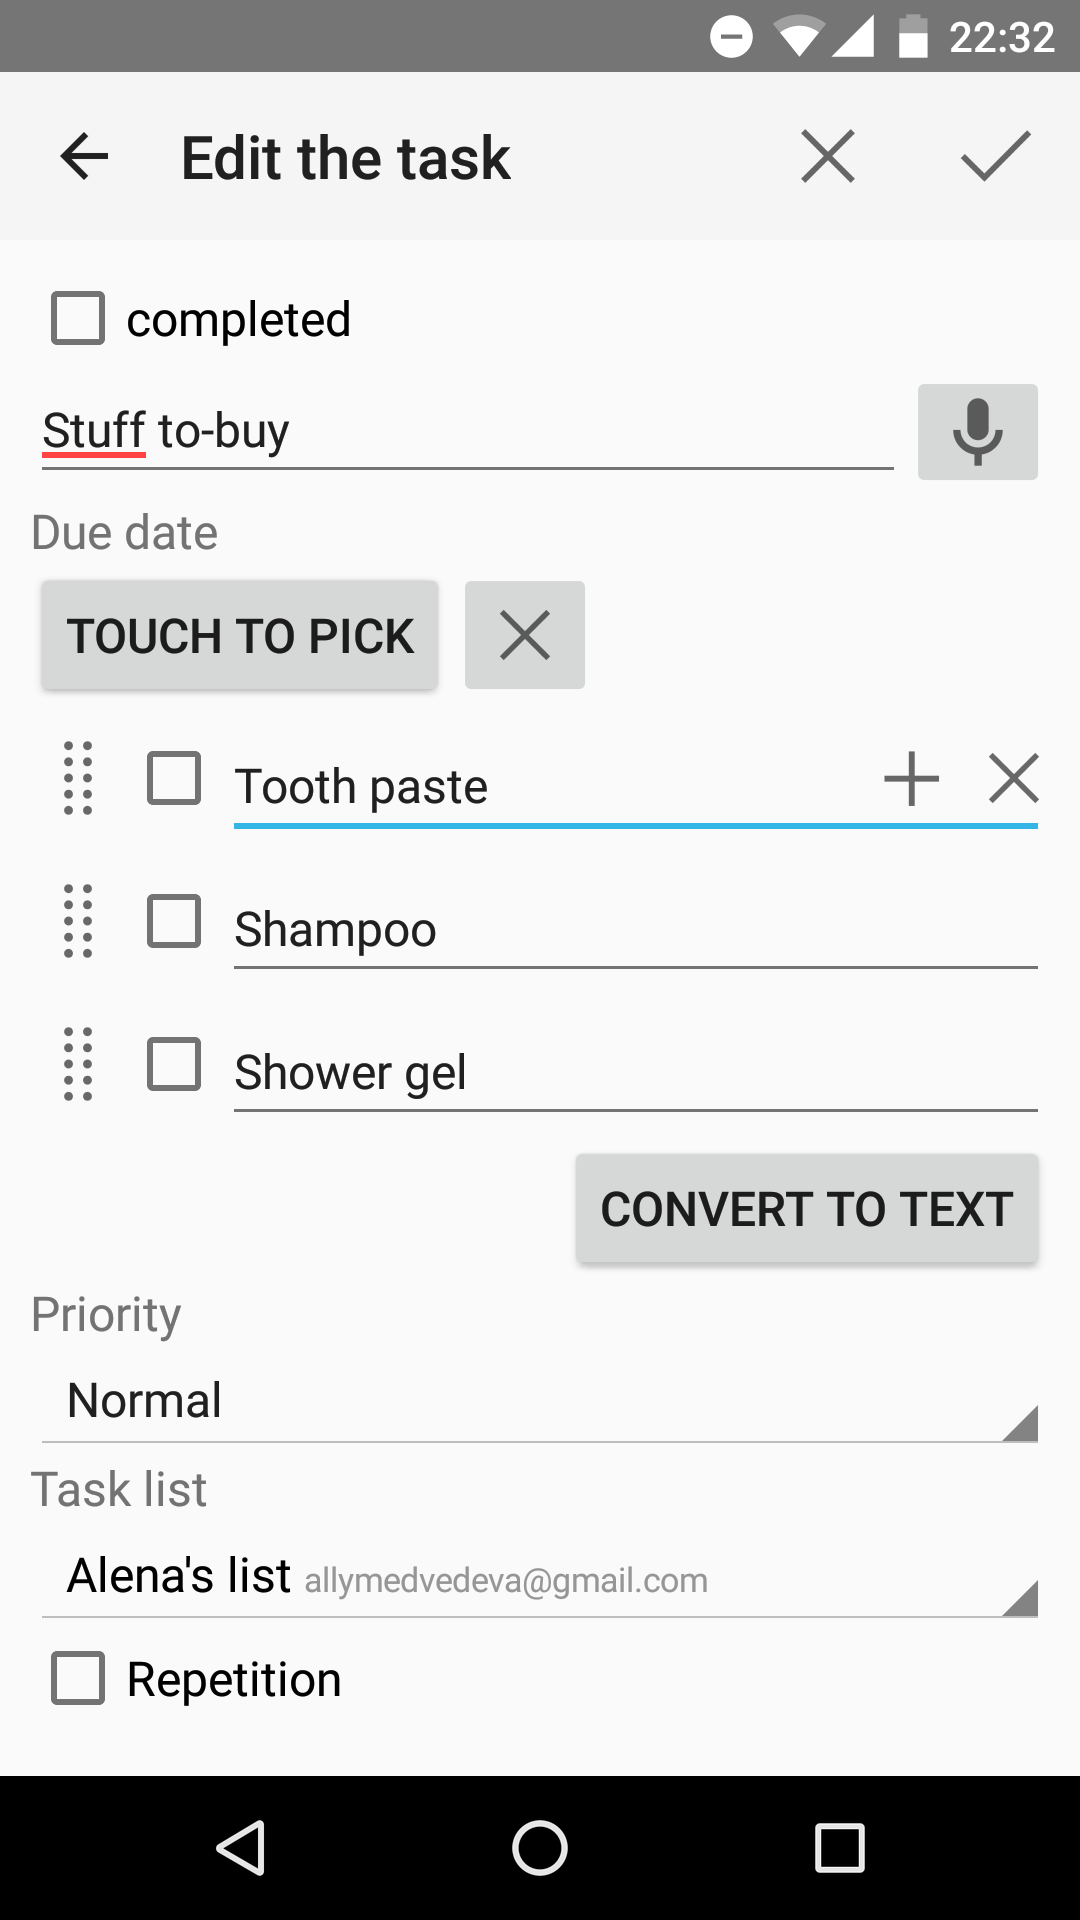 22:32
Edit the task
completed
Stuff to-buy
Due date
TOUCH TO PICK
Tooth paste
Shampoo
Shower gel
CONVERT TO TEXT
Priority
Normal
Task list
Alena's list allymedvedeva@gmail.com
Repetition